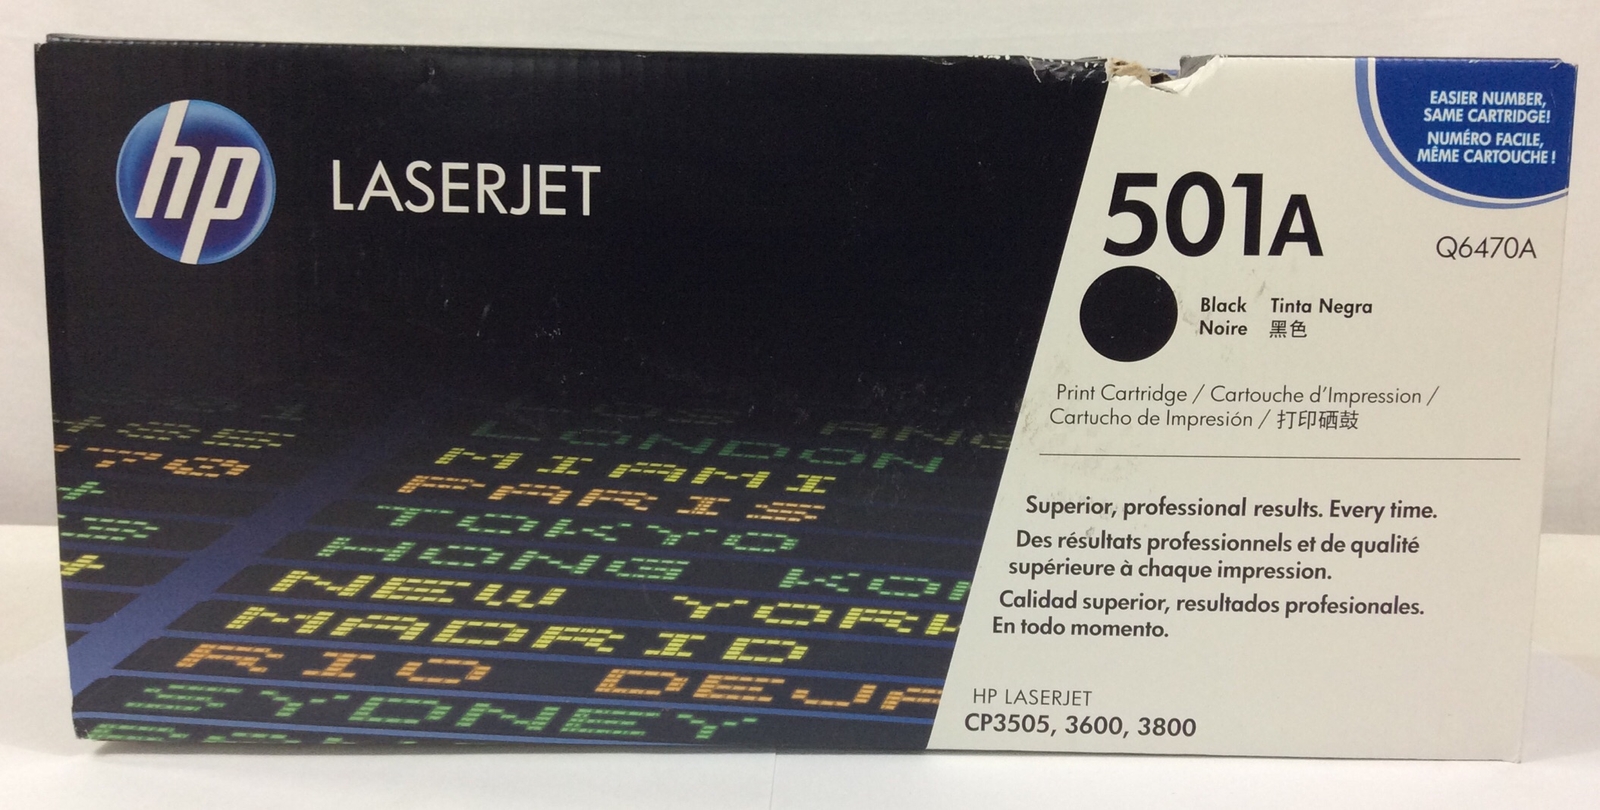 hp
LASERJET
EASIER NUMBER,
SAME CARTRIDGE!
NUMÉRO FACILE,
MÊME CARTOUCHE !
501A
Q6470A
Black Tinta Negra
Noire 黑色
Print Cartridge / Cartouche d'Impression /
Cartucho de Impresión / 打印硒鼓
Superior, professional results. Every time.
Des résultats professionnels et de qualité
supérieure à chaque impression.
Calidad superior, resultados profesionales.
En todo momento.
HP LASERJET
CP3505, 3600, 3800
LONDON
MIAMI
PARIS
TOKYO
HONG KON
NEW YORK
MADRID
RIO DEJA
SYDNEY